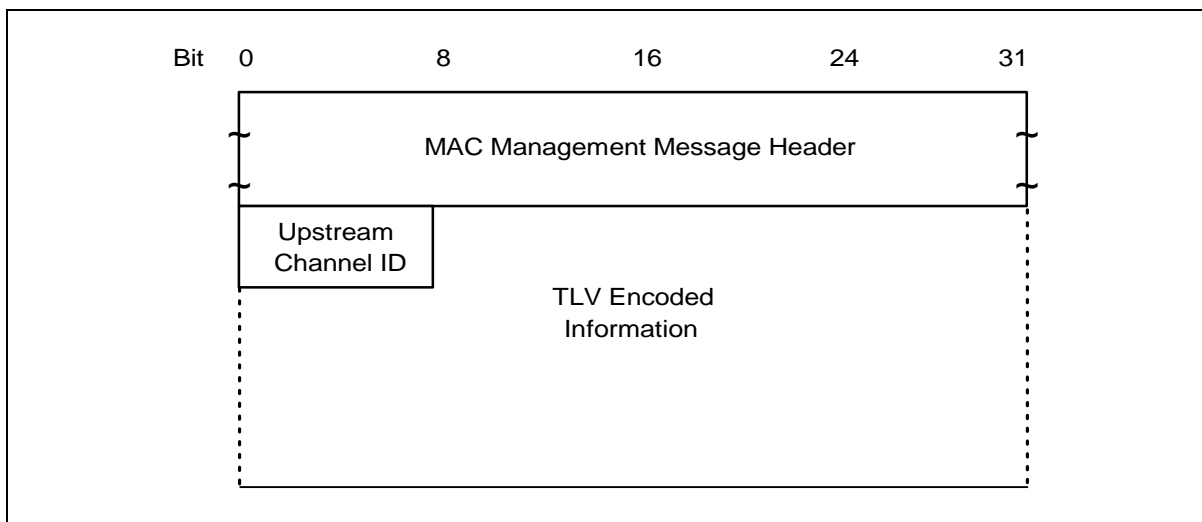 Bit 0 8 16 24 31
MAC Management Message Header
Upstream
Channel ID
TLV Encoded
Information